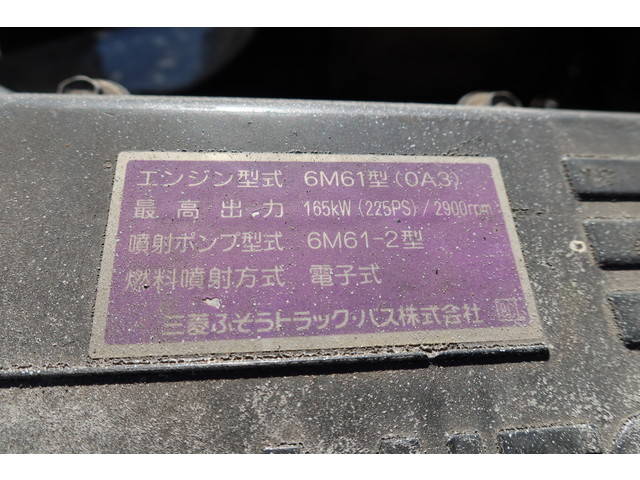 エンジン型式 6M61型(0A3)
最高出力 165kW(225PS)/2900rpm
噴射ポンプ型式 6M61-2型
燃料噴射方式 電子式
三菱ふそうトラック・バス株式会社